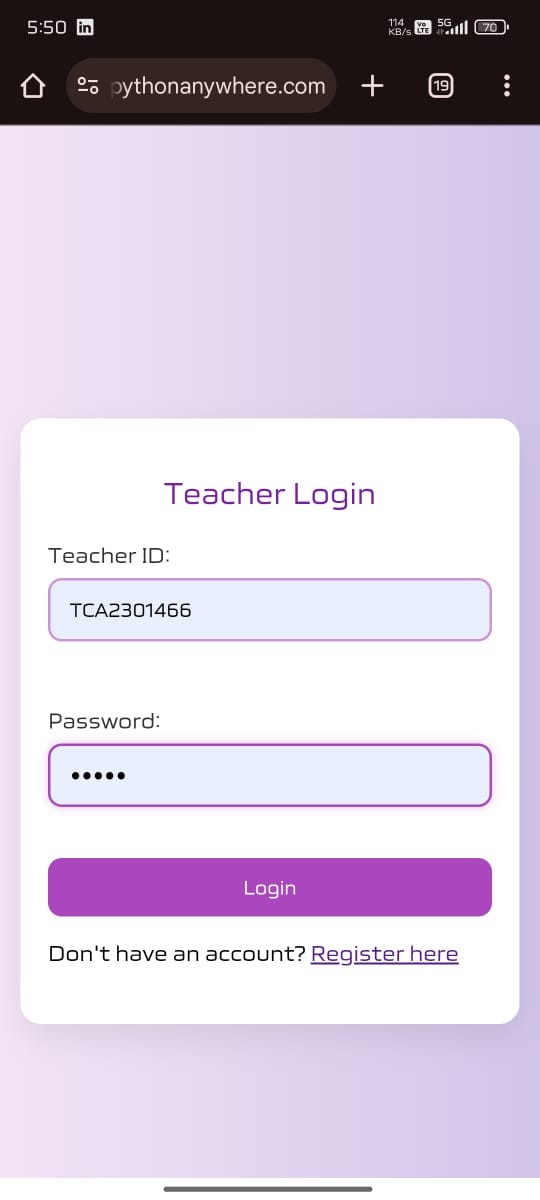 5:50 in 114 KB/s Vo LTE 5G 70
pythonanywhere.com 19
Teacher Login
Teacher ID:
TCA2301466
Password:
•••••
Login
Don't have an account? Register here